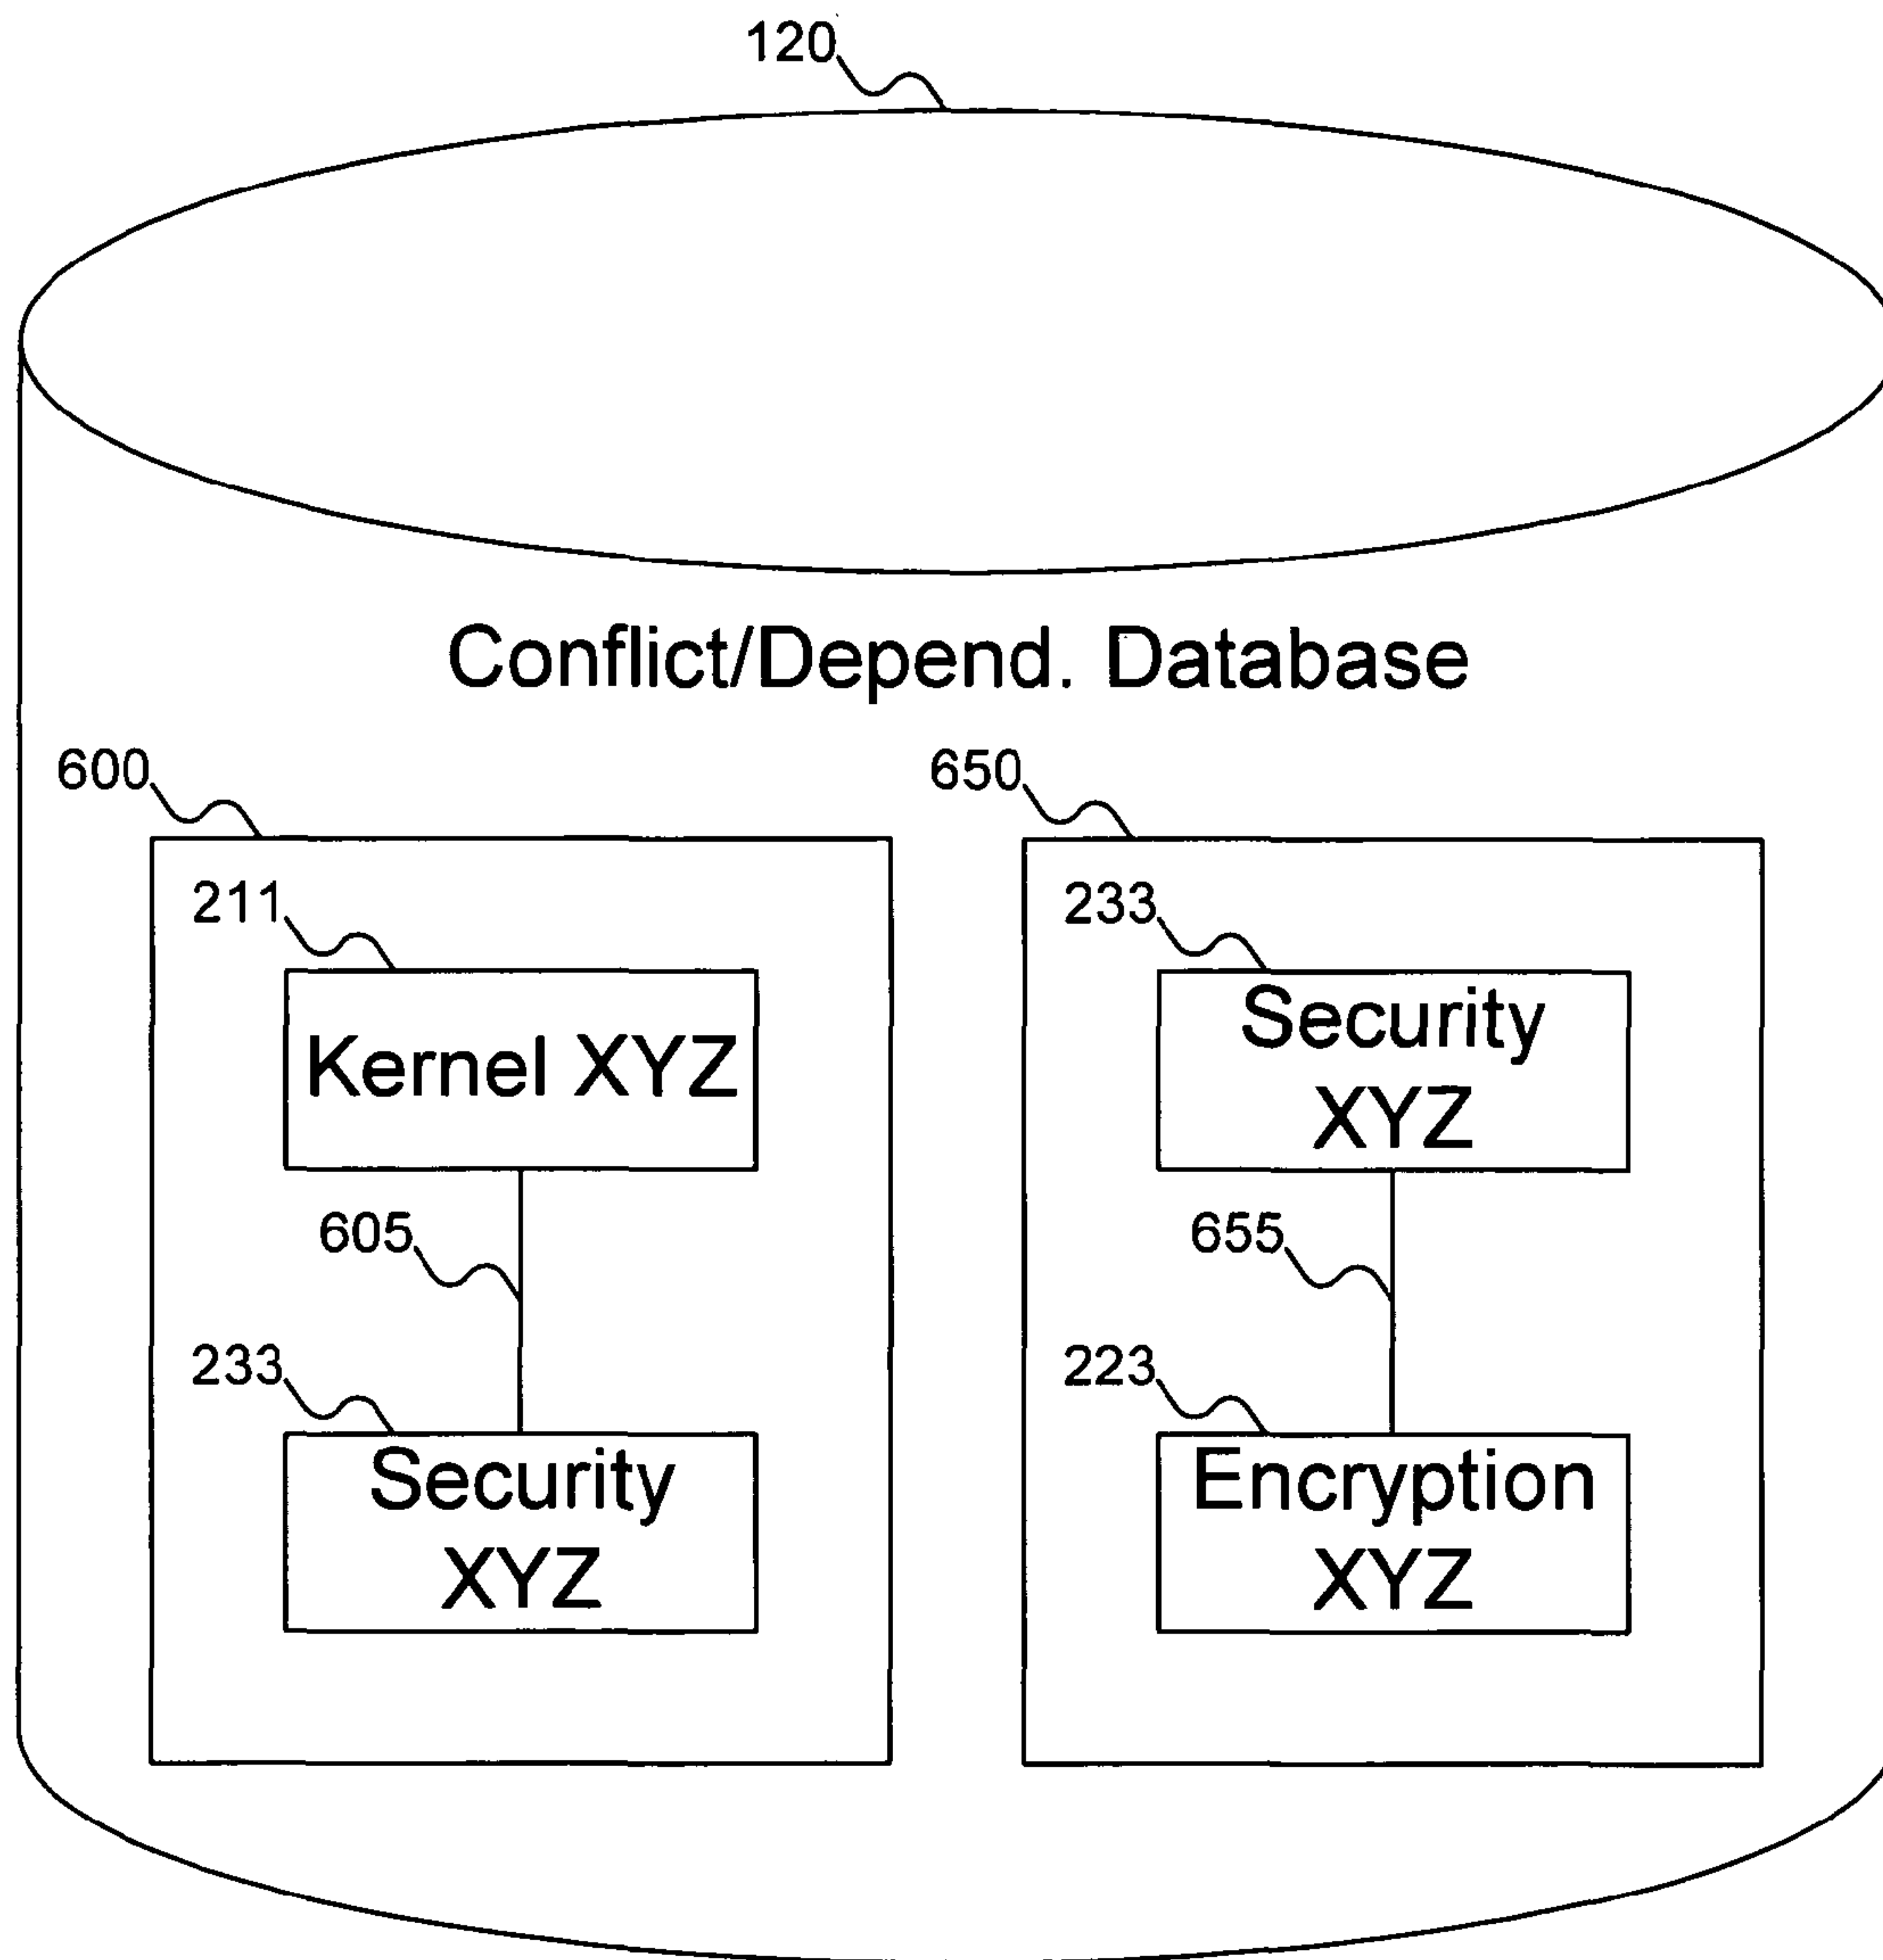 120
Conflict/Depend. Database
600
650
211
233
Kernel XYZ
Security
XYZ
605
655
233
223
Security
XYZ
Encryption
XYZ